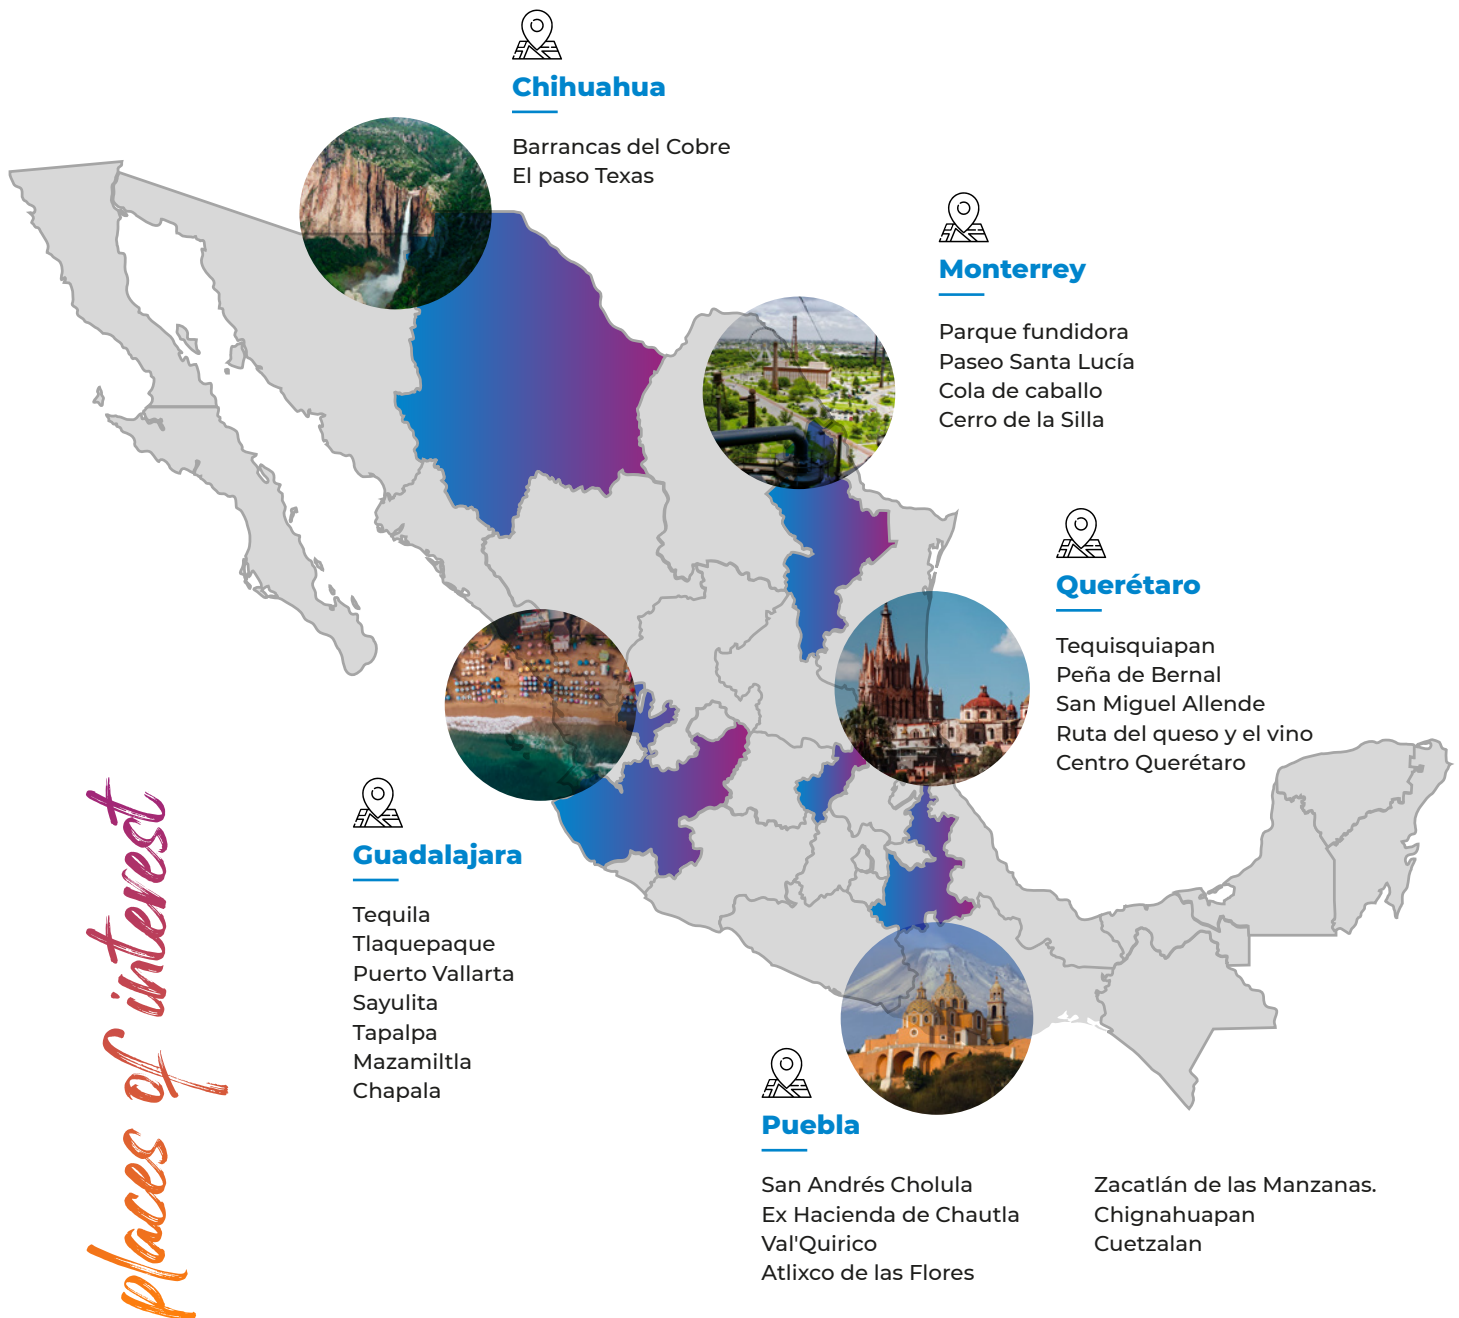 Chihuahua
Barrancas del Cobre
El paso Texas
Monterrey
Parque fundidora
Paseo Santa Lucía
Cola de caballo
Cerro de la Silla
Querétaro
Tequisquiapan
Peña de Bernal
San Miguel Allende
Ruta del queso y el vino
Centro Querétaro
Guadalajara
Tequila
Tlaquepaque
Puerto Vallarta
Sayulita
Tapalpa
Mazamiltla
Chapala
places of interest
Puebla
San Andrés Cholula
Ex Hacienda de Chautla
Val'Quirico
Atlixco de las Flores
Zacatlán de las Manzanas.
Chignahuapan
Cuetzalan